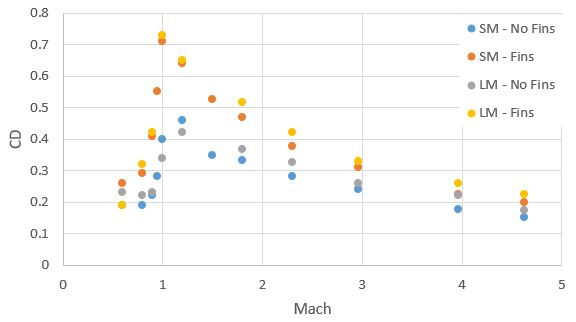 0.8
0.7
0.6
0.5
0.4
0.3
0.2
0.1
0
CD
0 1 2 3 4 5
Mach
SM - No Fins
SM - Fins
LM - No Fins
LM - Fins